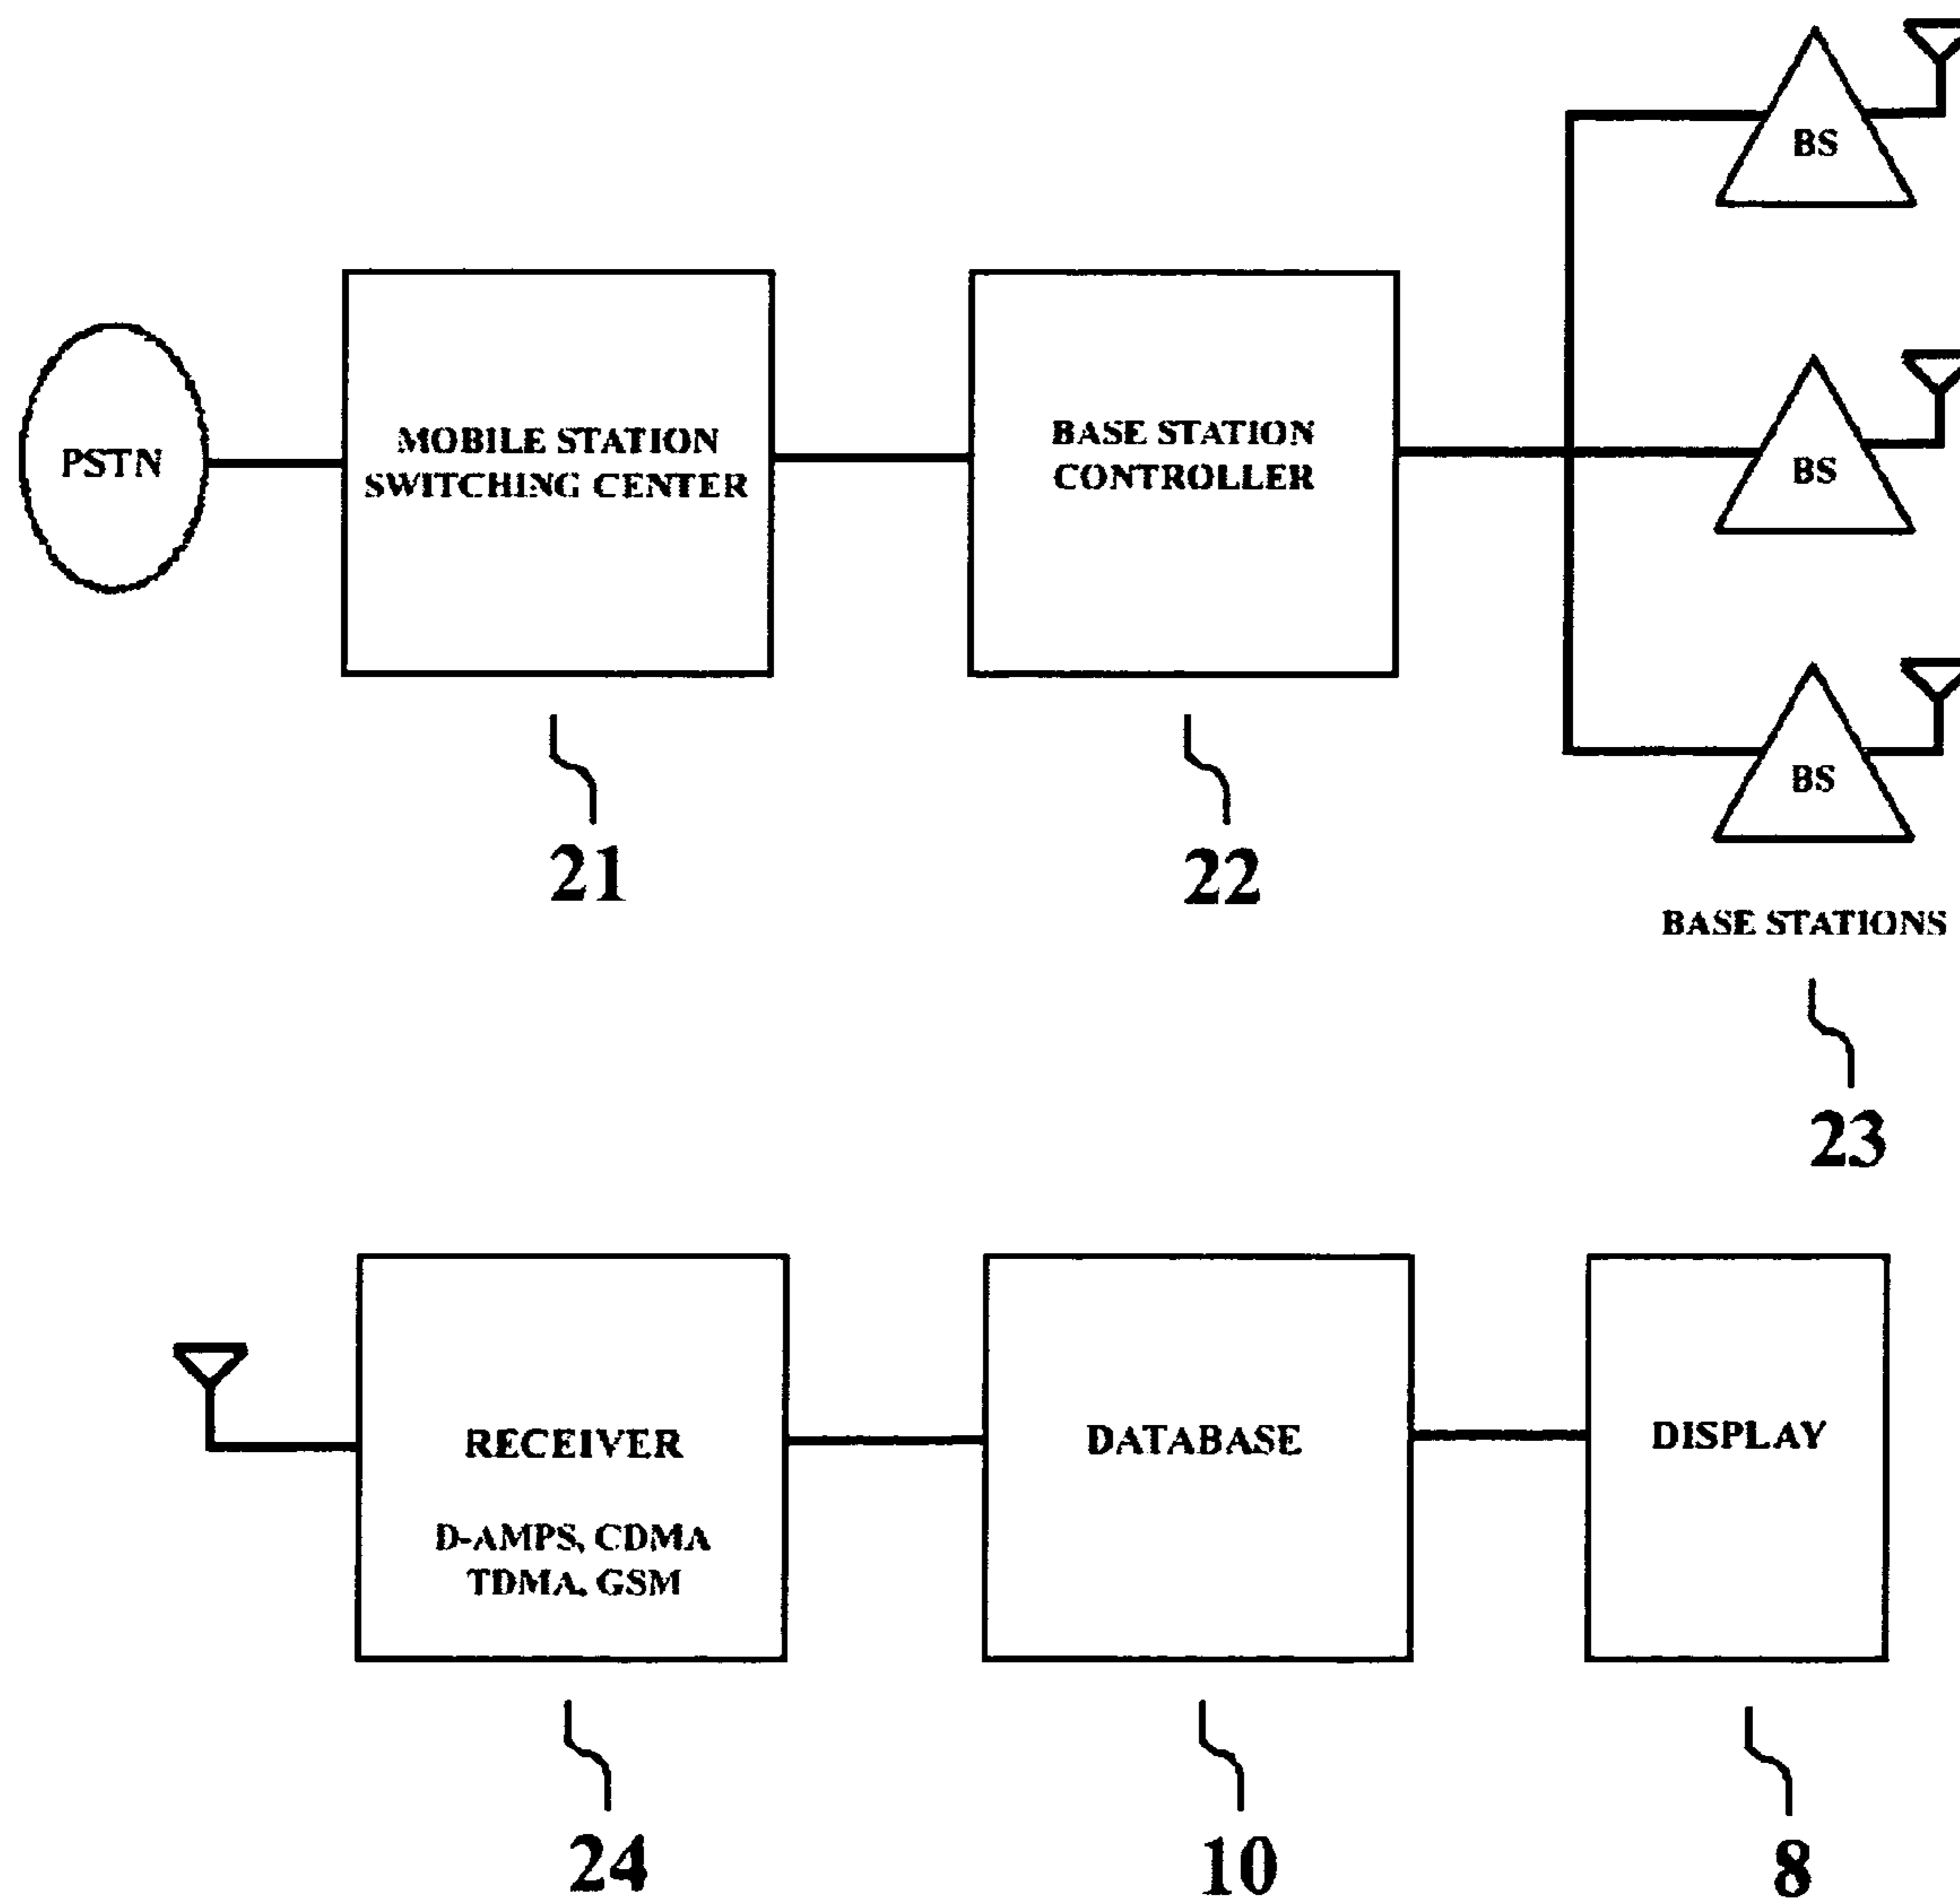 BS
PSTN
MOBILE STATION
SWITCHING CENTER
BASE STATION
CONTROLLER
BS
BS
21
22
BASE STATIONS
23
RECEIVER
D-AMPS, CDMA
TDMA, GSM
DATABASE
DISPLAY
24
10
8